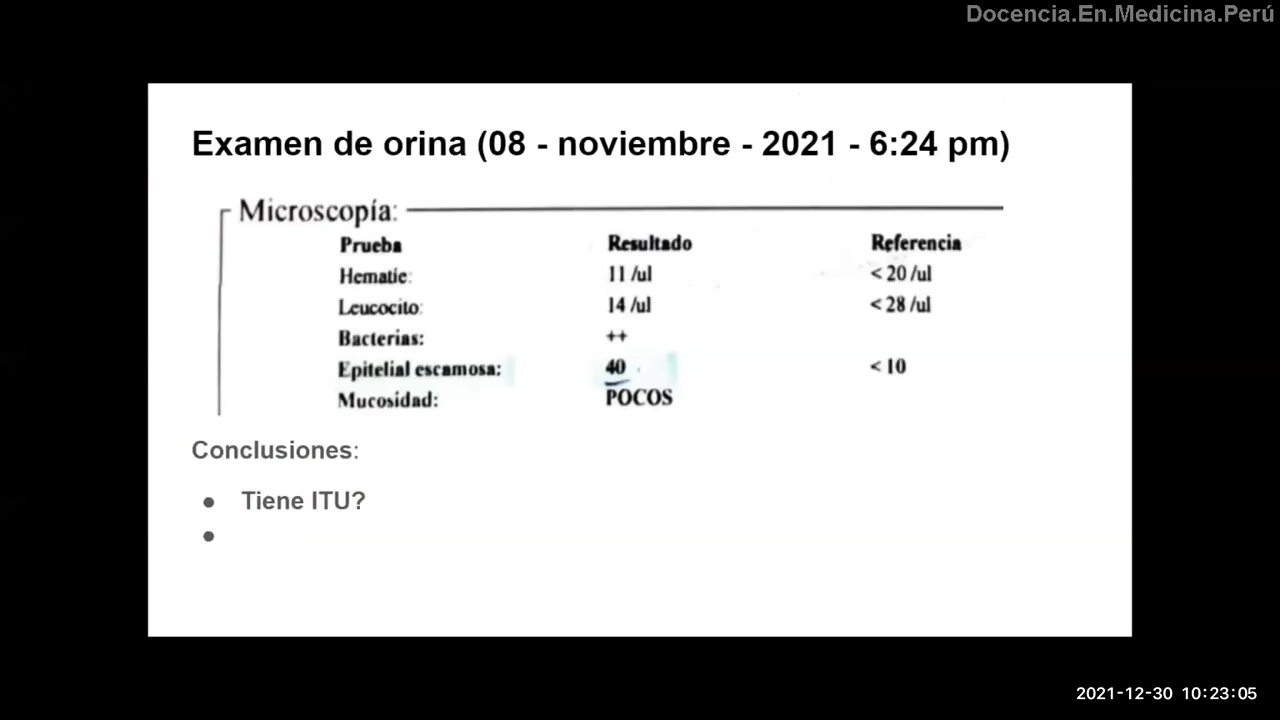 Docencia.En.Medicina.Perú
Examen de orina (08 - noviembre - 2021 - 6:24 pm)
Microscopía:
Prueba Resultado Referencia
Hematíe: 11 /ul < 20 /ul
Leucocito: 14 /ul < 28 /ul
Bacterias: ++
Epitelial escamosa: 40 < 10
Mucosidad: POCOS
Conclusiones:
● Tiene ITU?
●
2021-12-30 10:23:05